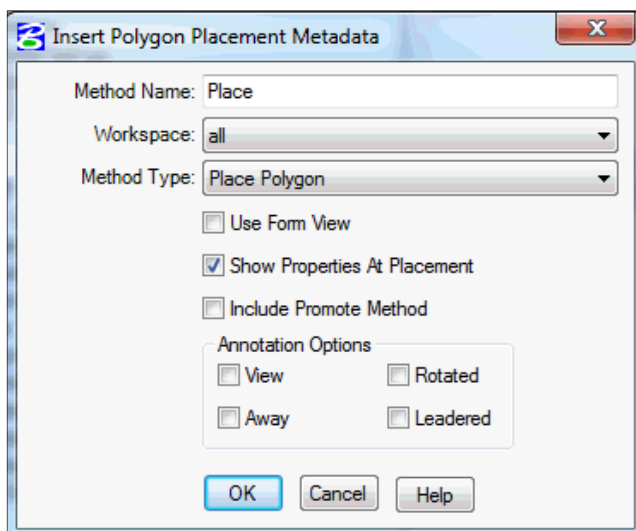 Insert Polygon Placement Metadata
Method Name: Place
Workspace: all
Method Type: Place Polygon
Use Form View
Show Properties At Placement
Include Promote Method
Annotation Options
View Rotated
Away Leadered
OK Cancel Help